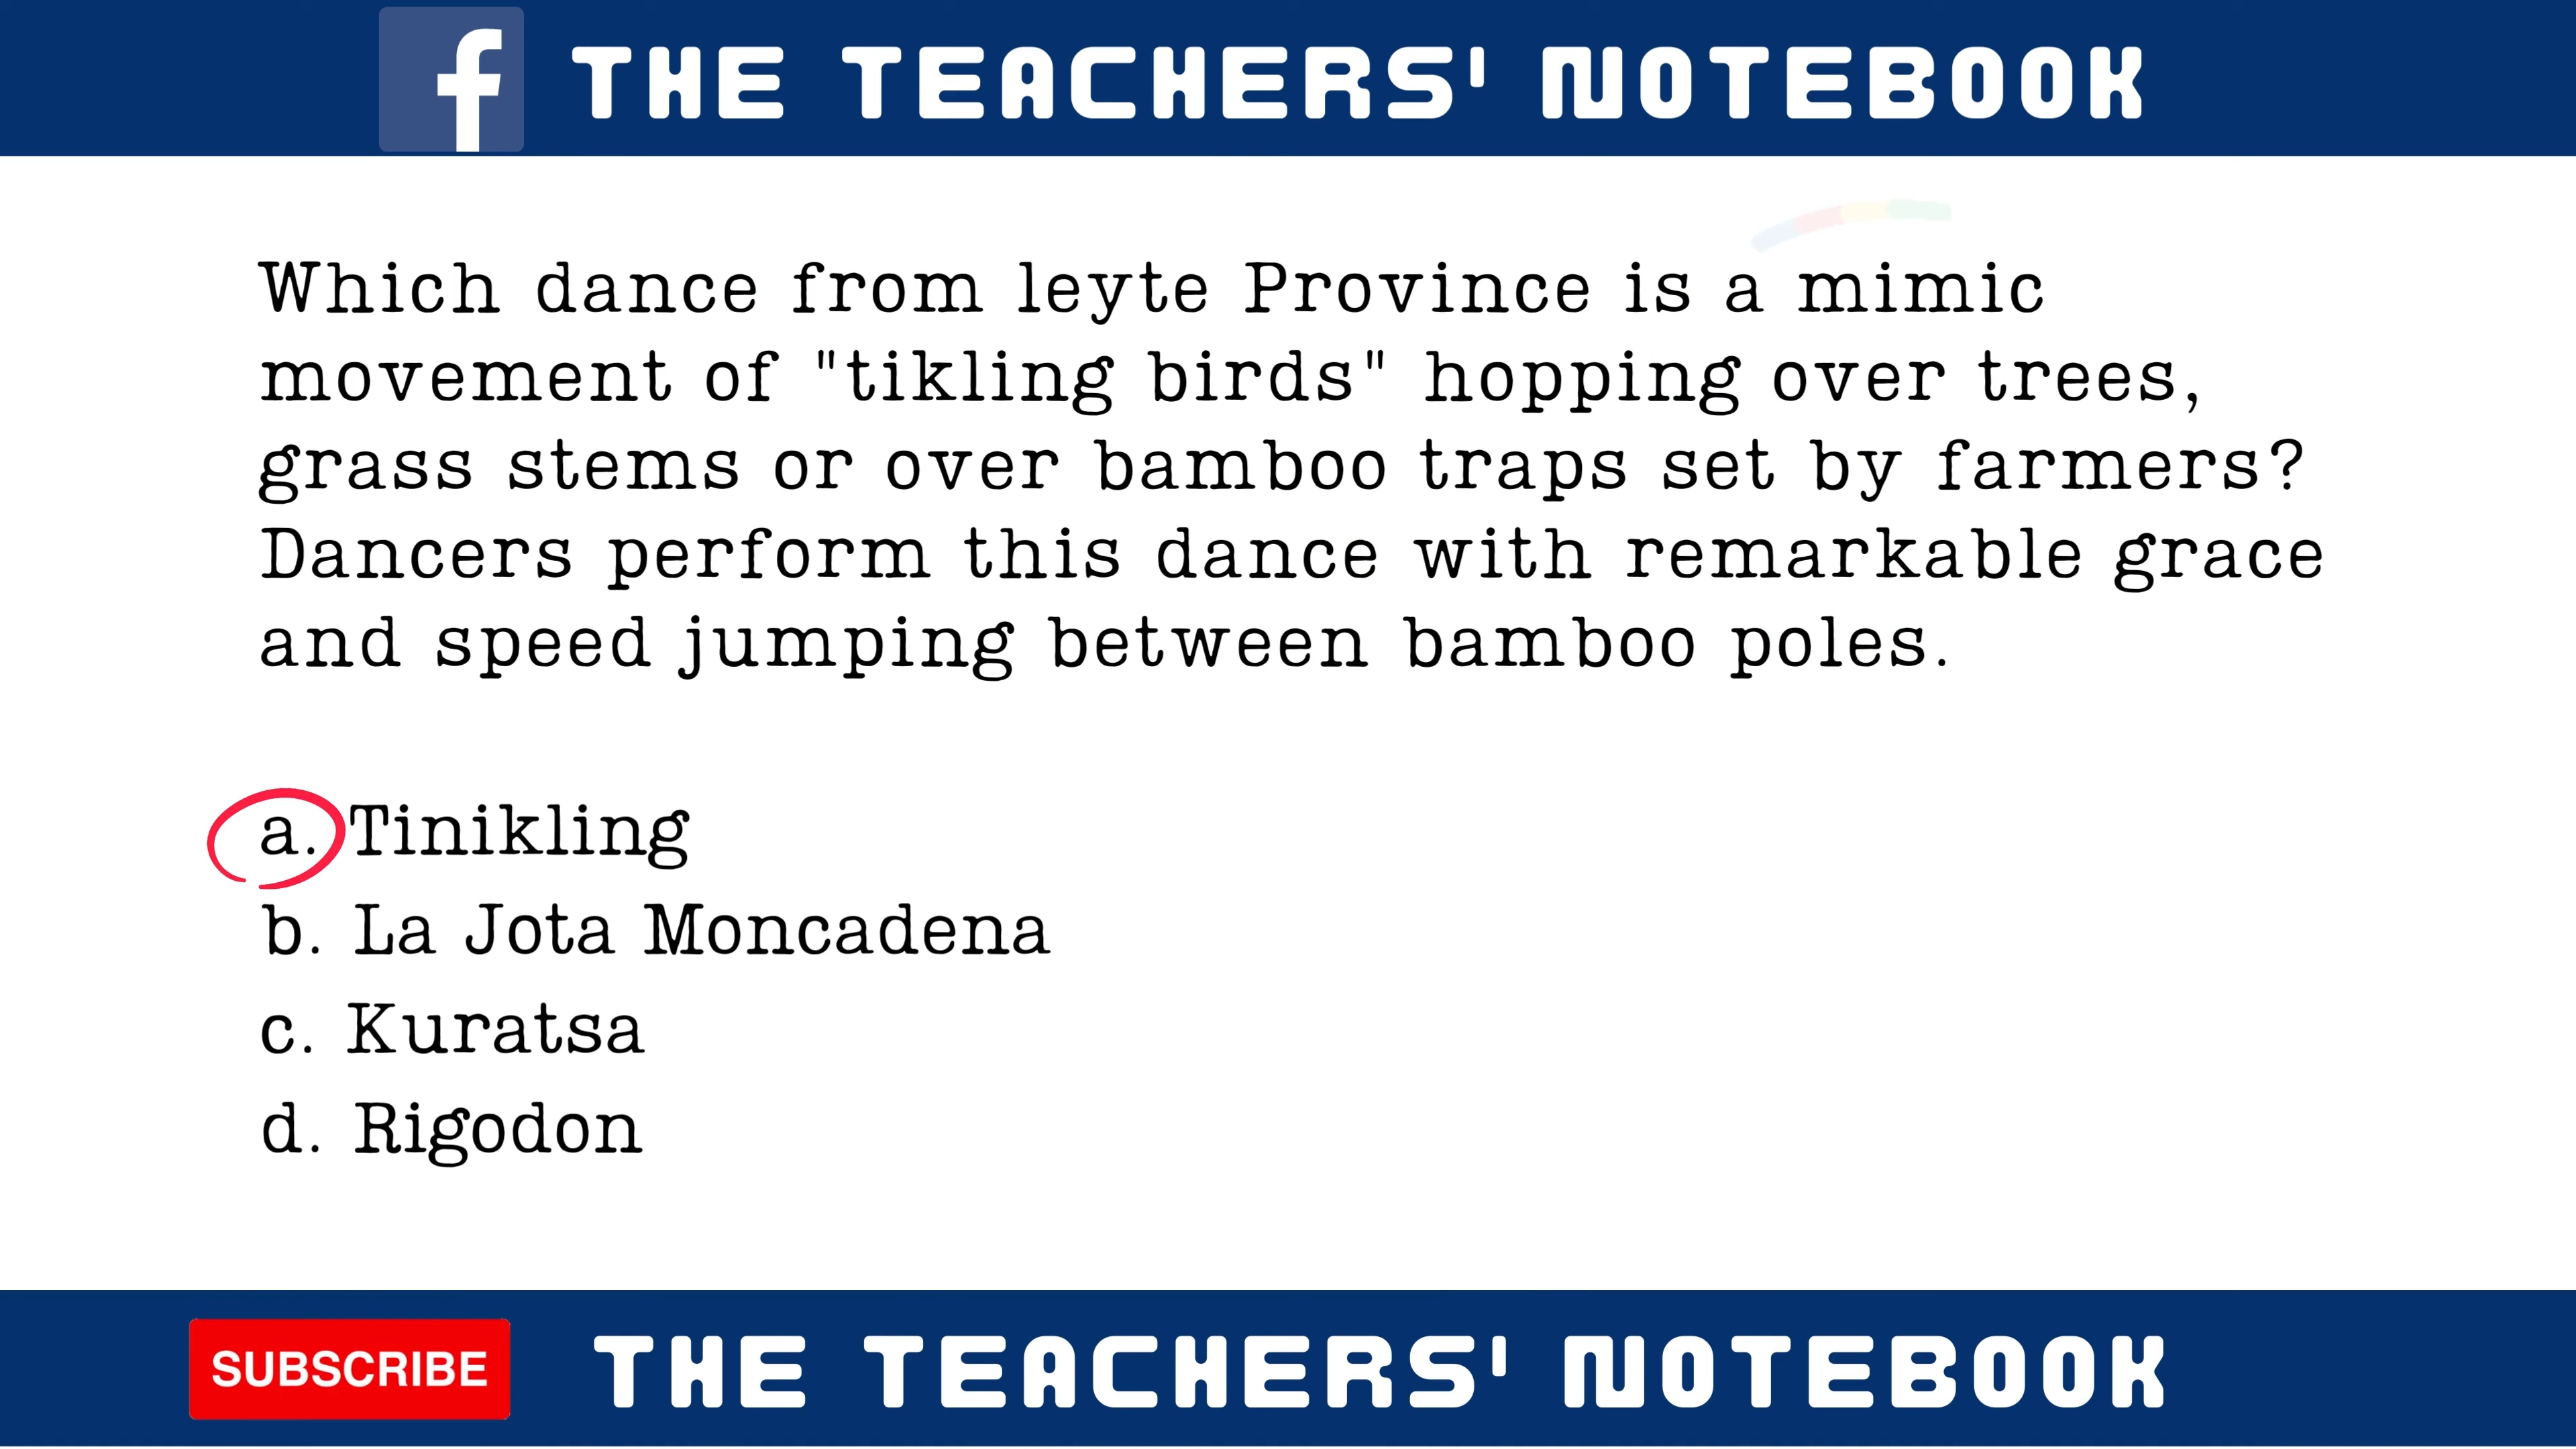 f THE TEACHERS' NOTEBOOK
Which dance from leyte Province is a mimic
movement of "tikling birds" hopping over trees,
grass stems or over bamboo traps set by farmers?
Dancers perform this dance with remarkable grace
and speed jumping between bamboo poles.
a. Tinikling
b. La Jota Moncadena
c. Kuratsa
d. Rigodon
SUBSCRIBE THE TEACHERS' NOTEBOOK